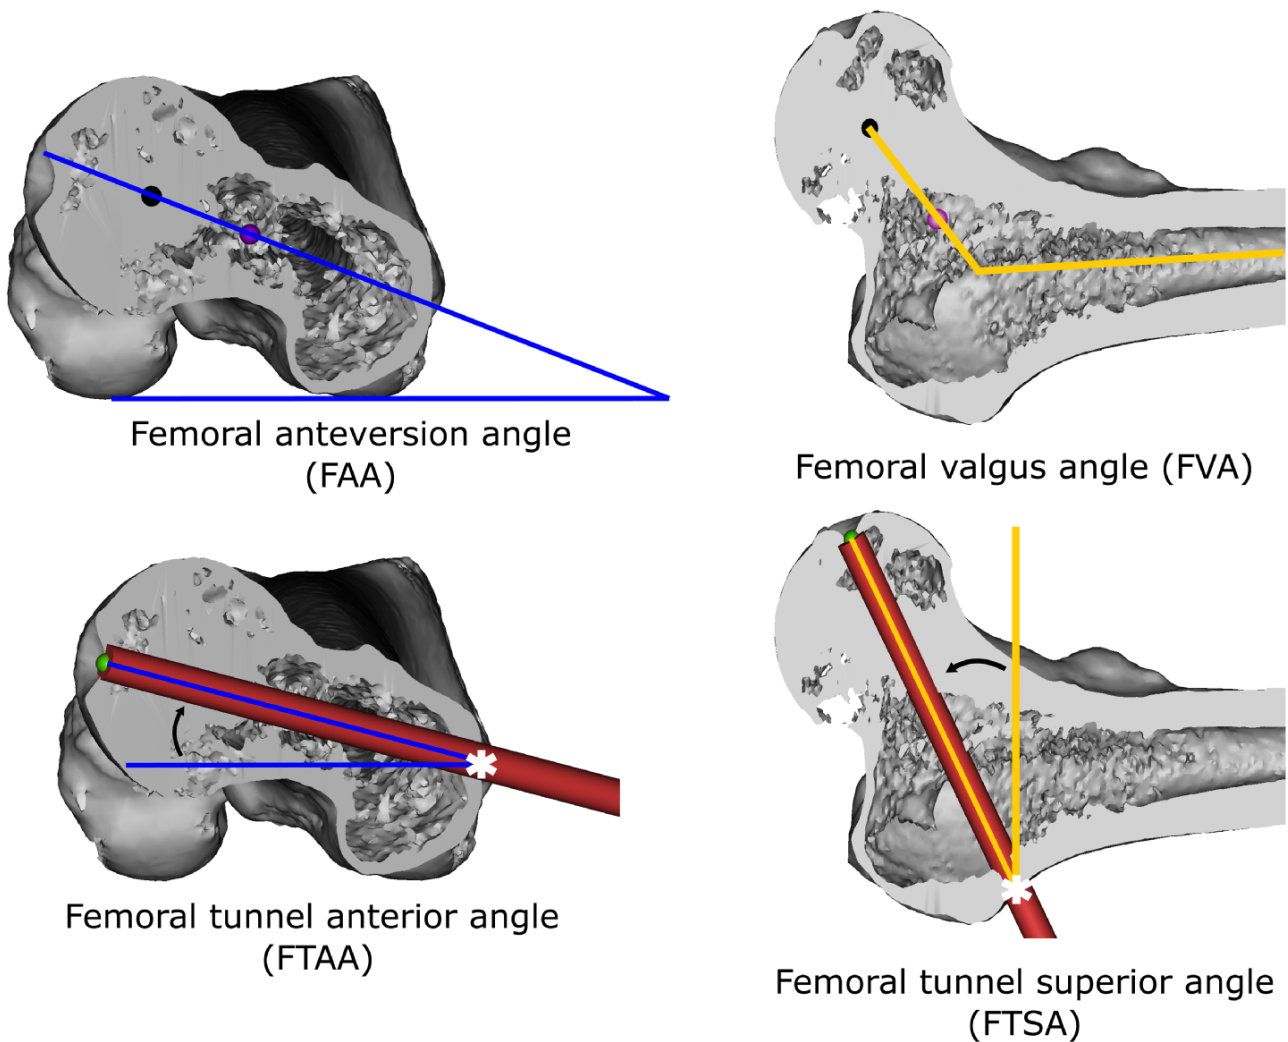 Femoral anteversion angle
(FAA)
Femoral valgus angle (FVA)
Femoral tunnel anterior angle
(FTAA)
Femoral tunnel superior angle
(FTSA)